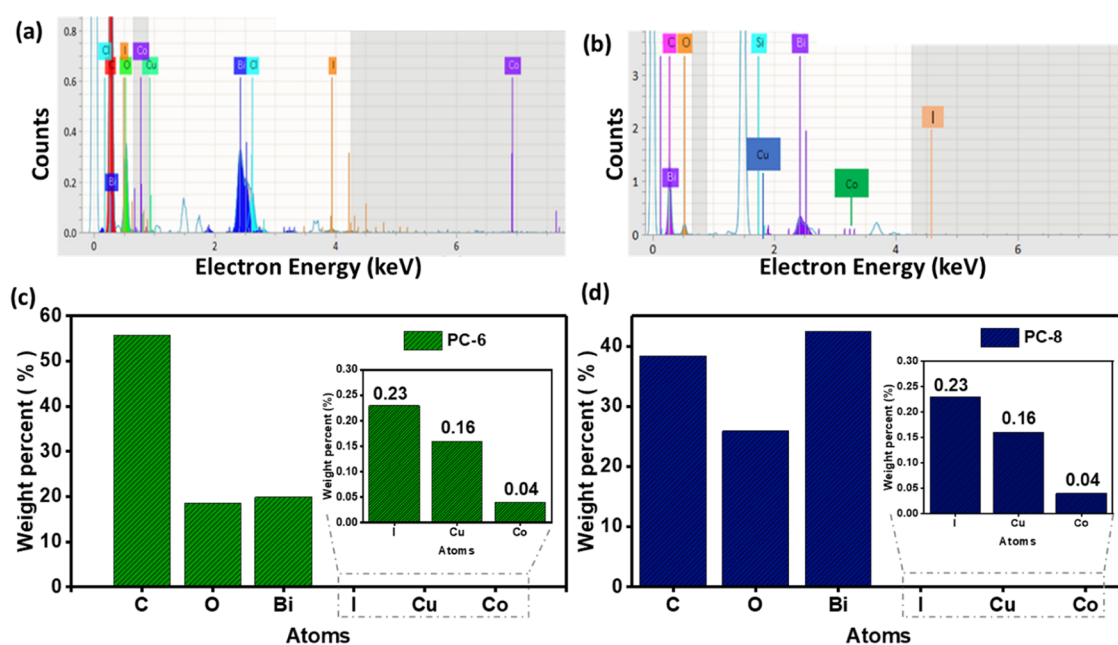 (a)
0.8
0.6
0.4
0.2
0
Counts
Cl I Co
C O Cu
Bi Cl I Co
Bi
0 2 4 6
Electron Energy (keV)
(b)
3
2
1
0
Counts
C O Si Bi
I
Cu
Bi Co
0 2 4 6
Electron Energy (keV)
(c)
60
50
40
30
20
10
0
Weight percent ( % )
PC-6
0.30
0.25
0.20
0.15
0.10
0.05
0.00
Weight percent (%)
0.23
0.16
0.04
I Cu Co
Atoms
C O Bi I Cu Co
Atoms
(d)
40
30
20
10
0
Weight percent ( % )
PC-8
0.30
0.25
0.20
0.15
0.10
0.05
0.00
Weight percent (%)
0.23
0.16
0.04
I Cu Co
Atoms
C O Bi I Cu Co
Atoms